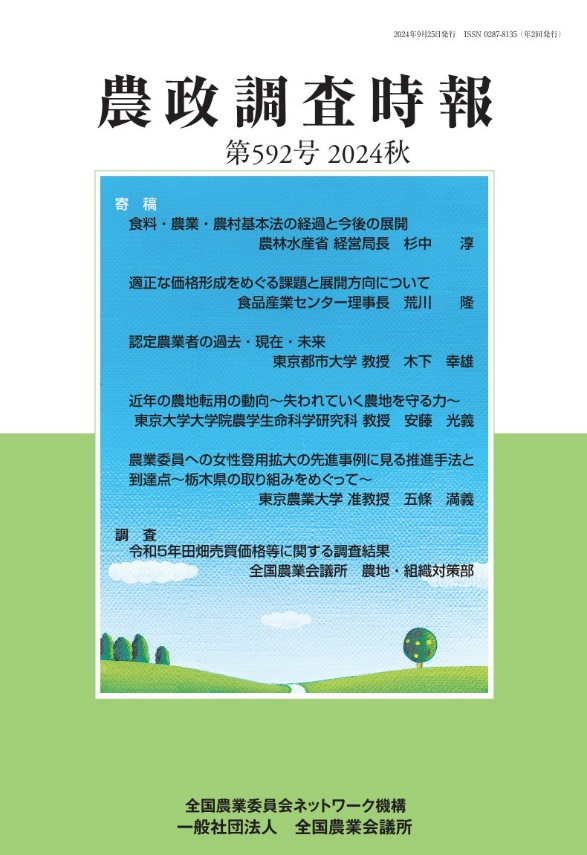 2024年9月25日発行　ISSN 0287-8135（年2回発行）
農政調査時報
第592号 2024秋
寄　稿
食料・農業・農村基本法の経過と今後の展開
農林水産省 経営局長　杉中　　淳
適正な価格形成をめぐる課題と展開方向について
食品産業センター理事長　荒川　　隆
認定農業者の過去・現在・未来
東京都市大学 教授　木下　幸雄
近年の農地転用の動向～失われていく農地を守る力～
東京大学大学院農学生命科学研究科 教授　安藤　光義
農業委員への女性登用拡大の先進事例に見る推進手法と
到達点～栃木県の取り組みをめぐって～
東京農業大学 准教授　五條　満義
調　査
令和5年田畑売買価格等に関する調査結果
全国農業会議所　農地・組織対策部
全国農業委員会ネットワーク機構
一般社団法人　全国農業会議所